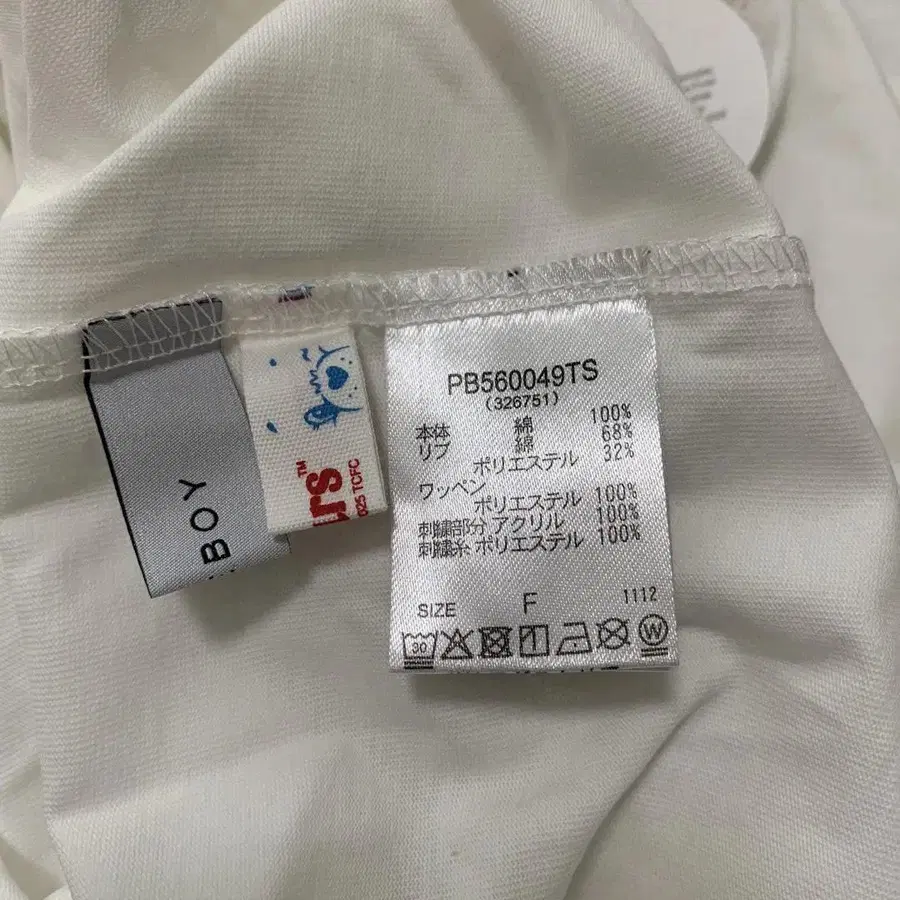 BOY
rs™
025 TCFC
PB560049TS
(326751)
本体 綿 100%
リブ 綿 68%
ポリエステル 32%
ワッペン
ポリエステル 100%
刺繍部分 アクリル 100%
刺繍糸 ポリエステル 100%
SIZE F 1112
30
W